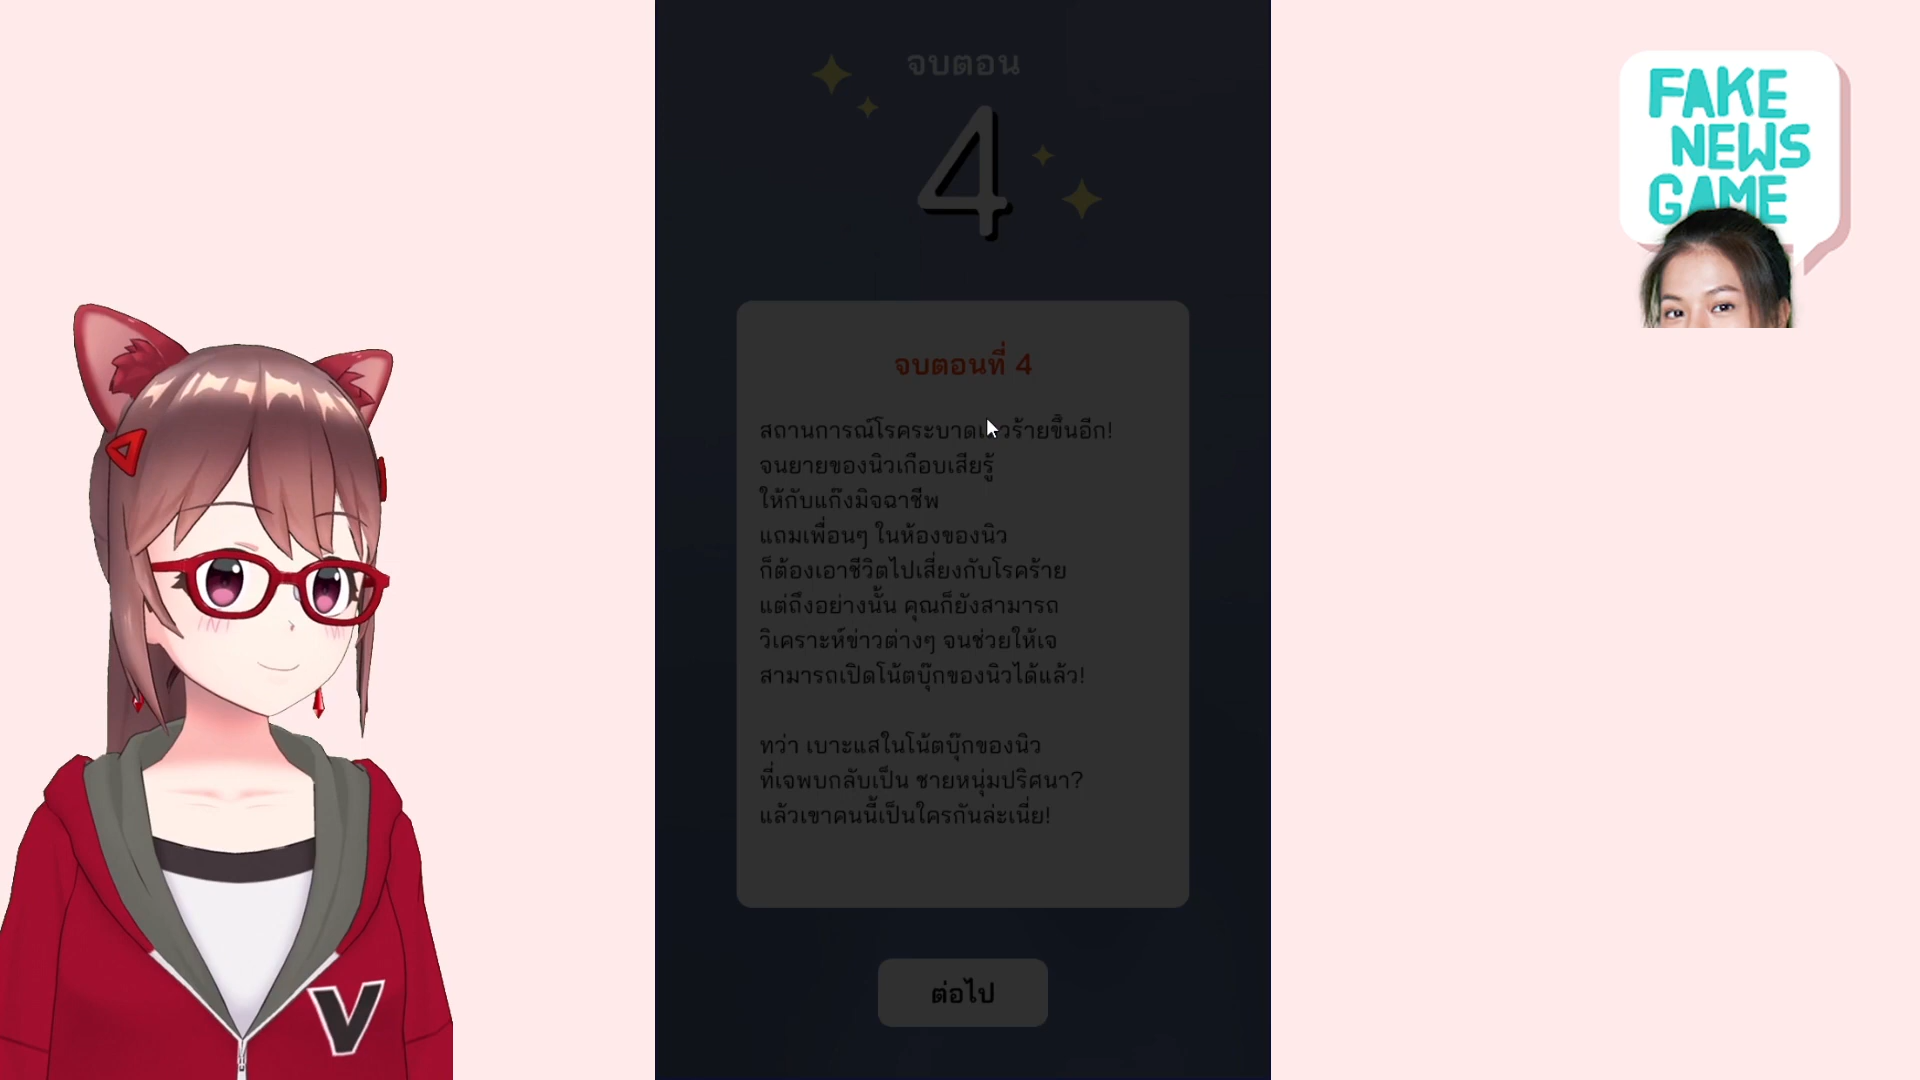 จบตอน
4
FAKE
NEWS
GAME
จบตอนที่ 4
สถานการณ์โรคระบาดเลวร้ายขึ้นอีก!
จนยายของนิวเกือบเสียรู้
ให้กับแก๊งมิจฉาชีพ
แถมเพื่อนๆ ในห้องของนิว
ก็ต้องเอาชีวิตไปเสี่ยงกับโรคร้าย
แต่ถึงอย่างนั้น คุณก็ยังสามารถ
วิเคราะห์ข่าวต่างๆ จนช่วยให้เจ
สามารถเปิดโน้ตบุ๊กของนิวได้แล้ว!
ทว่า เบาะแสในโน้ตบุ๊กของนิว
ที่เจพบกลับเป็น ชายหนุ่มปริศนา?
แล้วเขาคนนี้เป็นใครกันล่ะเนี่ย!
ต่อไป
V